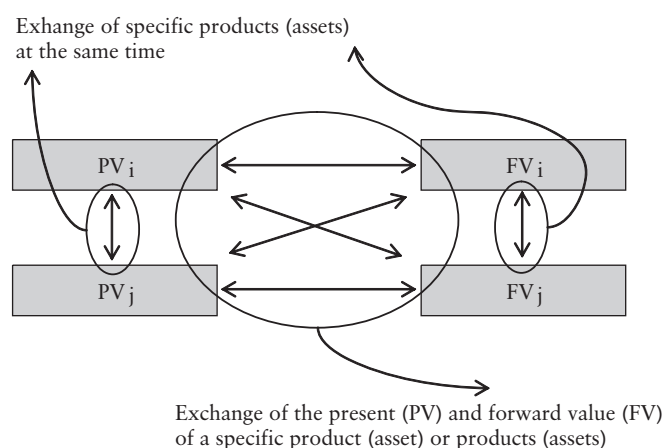 Exhange of specific products (assets)
at the same time
PV i
FV i
PV j
FV j
Exchange of the present (PV) and forward value (FV)
of a specific product (asset) or products (assets)